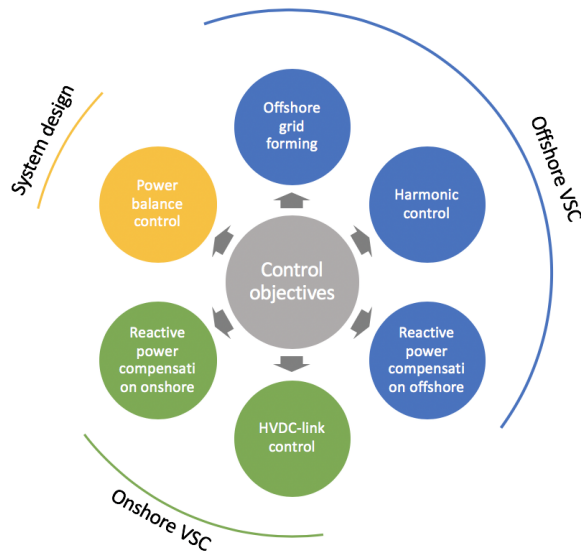 System design
Offshore
grid
forming
Offshore VSC
Power
balance
control
Harmonic
control
Control
objectives
Reactive
power
compensati
on onshore
Reactive
power
compensati
on offshore
HVDC-link
control
Onshore VSC